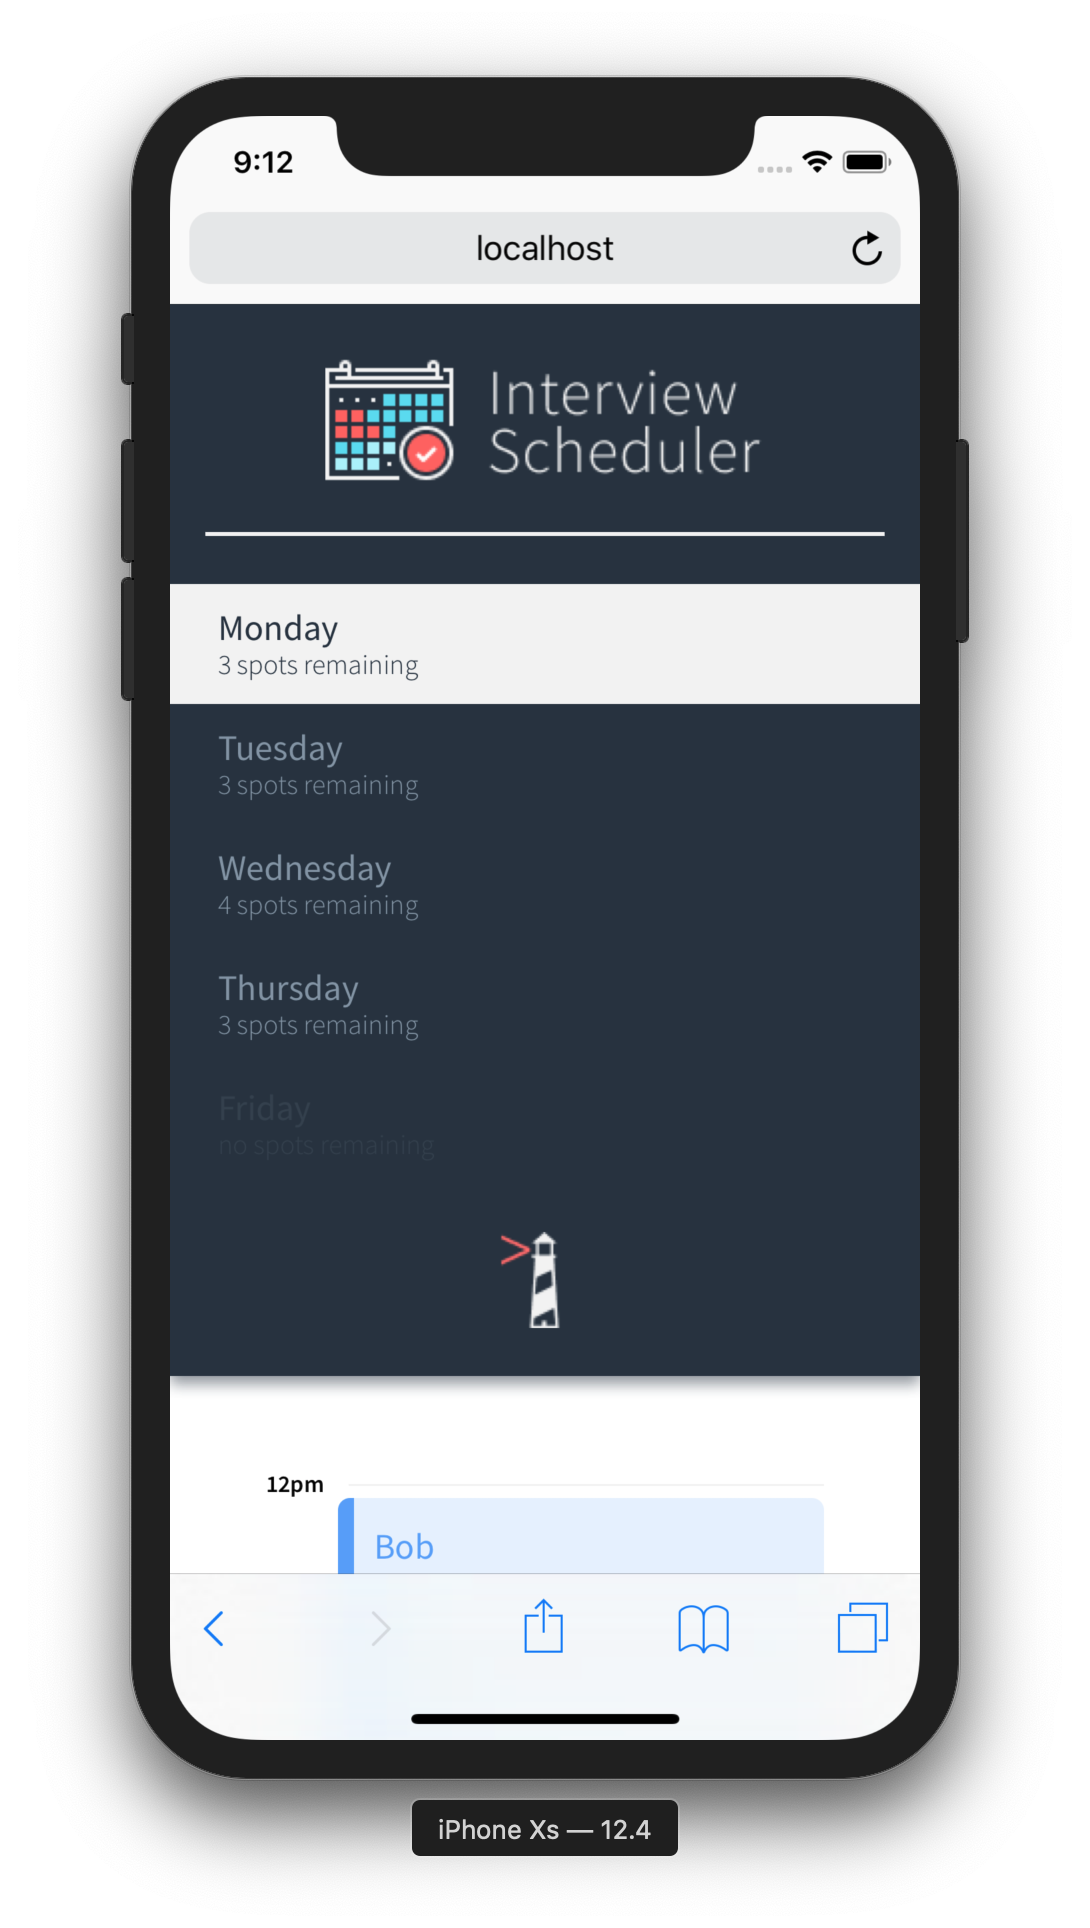 9:12
localhost
Interview
Scheduler
Monday
3 spots remaining
Tuesday
3 spots remaining
Wednesday
4 spots remaining
Thursday
3 spots remaining
Friday
no spots remaining
>
12pm
Bob
iPhone Xs — 12.4